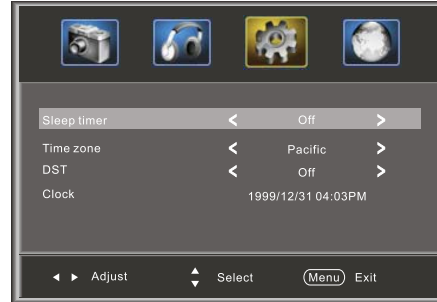 Sleep timer < Off >
Time zone < Pacific >
DST < Off >
Clock 1999/12/31 04:03PM
◄ ► Adjust ▲▼ Select Menu Exit